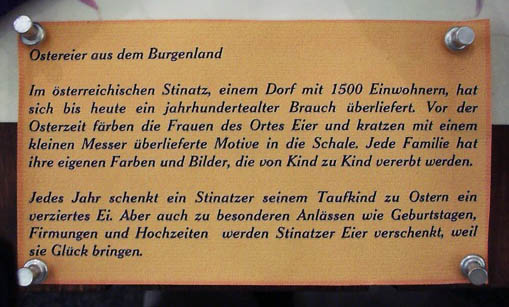 Ostereier aus dem Burgenland
Im österreichischen Stinatz, einem Dorf mit 1500 Einwohnern, hat
sich bis heute ein jahrhundertealter Brauch überliefert. Vor der
Osterzeit färben die Frauen des Ortes Eier und kratzen mit einem
kleinen Messer überlieferte Motive in die Schale. Jede Familie hat
ihre eigenen Farben und Bilder, die von Kind zu Kind vererbt werden.
Jedes Jahr schenkt ein Stinatzer seinem Taufkind zu Ostern ein
verziertes Ei. Aber auch zu besonderen Anlässen wie Geburtstagen,
Firmungen und Hochzeiten werden Stinatzer Eier verschenkt, weil
sie Glück bringen.